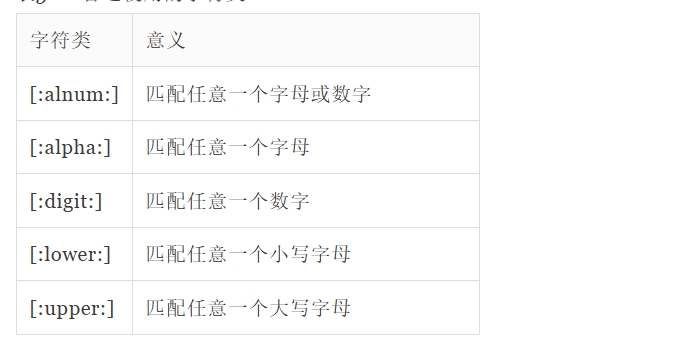 字符类 意义
[:alnum:] 匹配任意一个字母或数字
[:alpha:] 匹配任意一个字母
[:digit:] 匹配任意一个数字
[:lower:] 匹配任意一个小写字母
[:upper:] 匹配任意一个大写字母